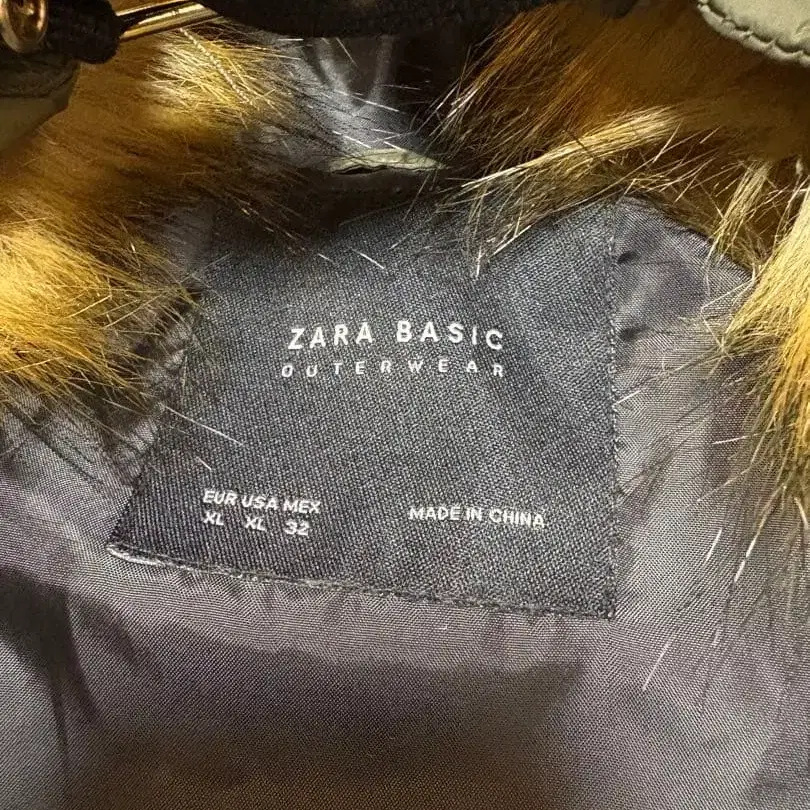 ZARA BASIC
OUTERWEAR
EUR USA MEX
XL XL 32
MADE IN CHINA